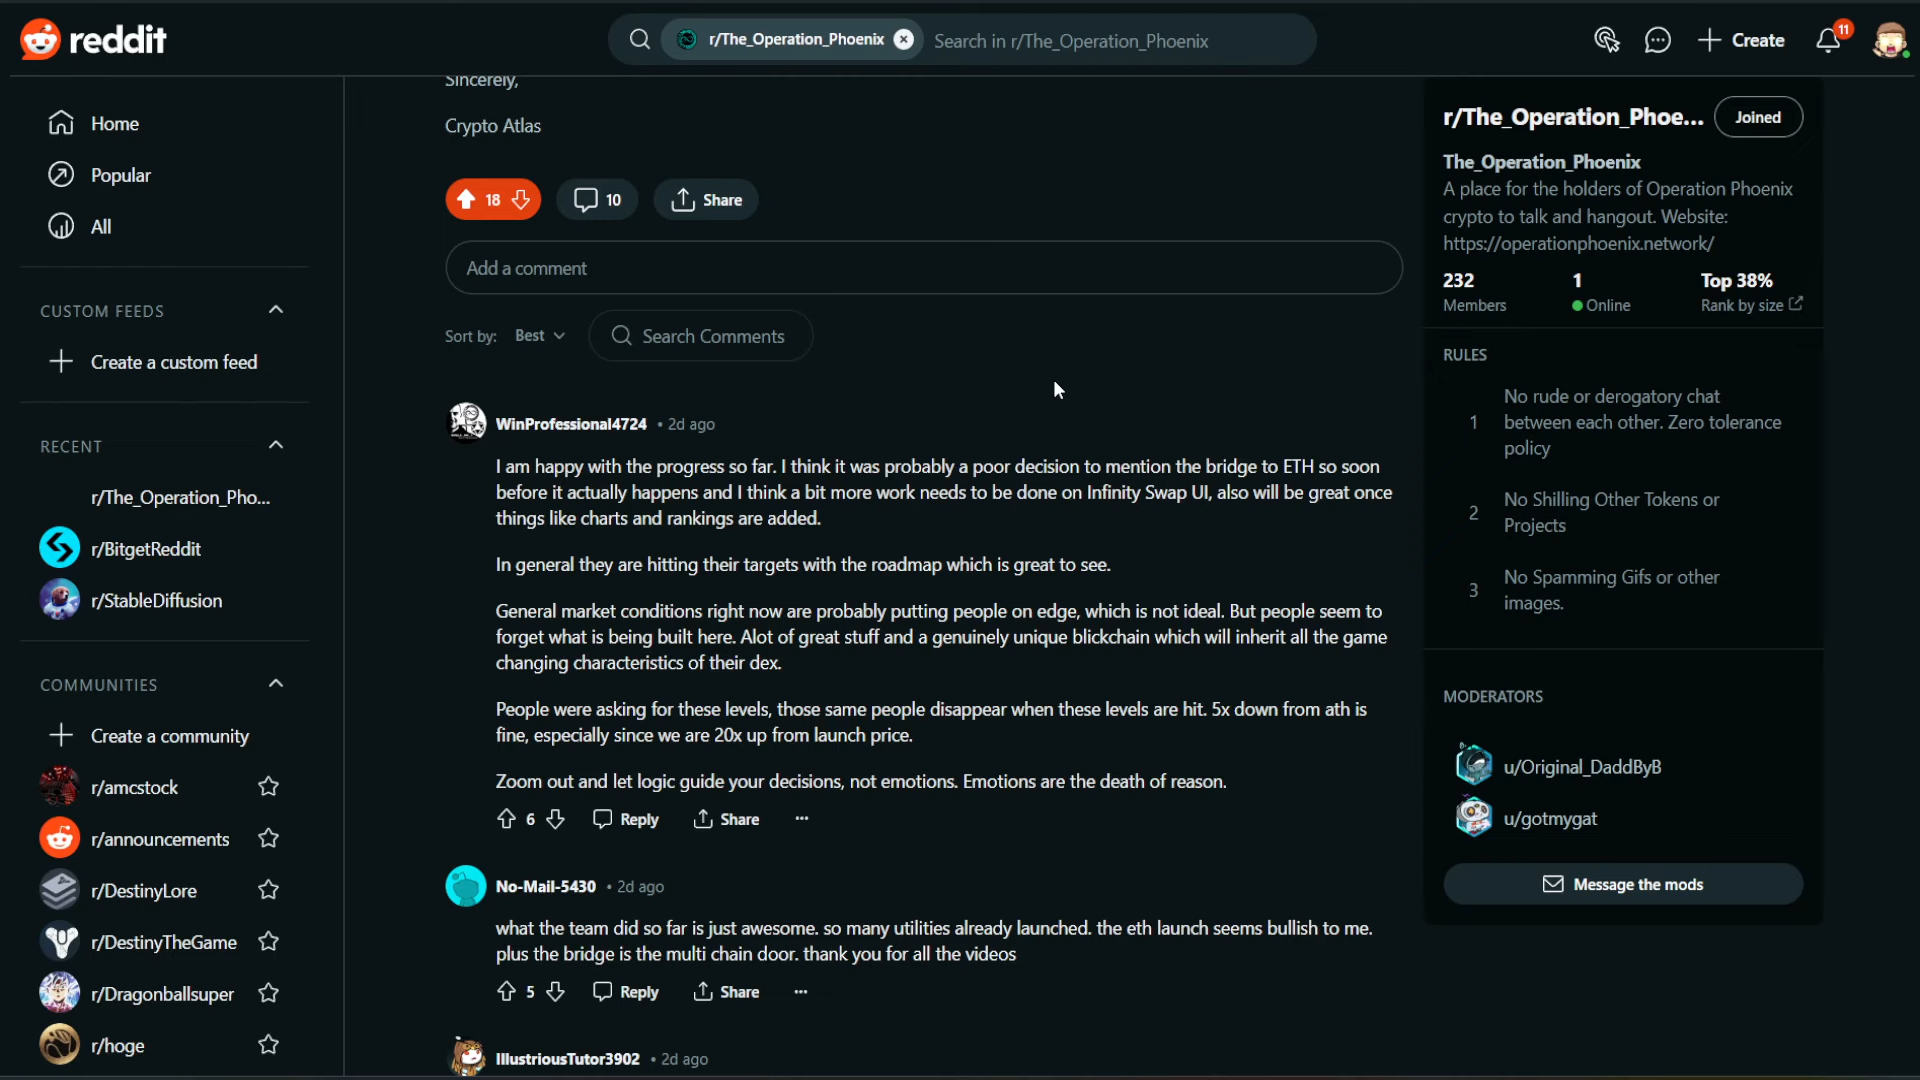 reddit
r/The_Operation_Phoenix
Search in r/The_Operation_Phoenix
Create
11
Home
Popular
All
CUSTOM FEEDS
Create a custom feed
RECENT
r/The_Operation_Pho...
r/BitgetReddit
r/StableDiffusion
COMMUNITIES
Create a community
r/amcstock
r/announcements
r/DestinyLore
r/DestinyTheGame
r/Dragonballsuper
r/hoge
Sincerely,
Crypto Atlas
18
10
Share
Add a comment
Sort by: Best
Search Comments
WinProfessional4724 • 2d ago
I am happy with the progress so far. I think it was probably a poor decision to mention the bridge to ETH so soon
before it actually happens and I think a bit more work needs to be done on Infinity Swap UI, also will be great once
things like charts and rankings are added.
In general they are hitting their targets with the roadmap which is great to see.
General market conditions right now are probably putting people on edge, which is not ideal. But people seem to
forget what is being built here. Alot of great stuff and a genuinely unique blickchain which will inherit all the game
changing characteristics of their dex.
People were asking for these levels, those same people disappear when these levels are hit. 5x down from ath is
fine, especially since we are 20x up from launch price.
Zoom out and let logic guide your decisions, not emotions. Emotions are the death of reason.
6 Reply Share ...
No-Mail-5430 • 2d ago
what the team did so far is just awesome. so many utilities already launched. the eth launch seems bullish to me.
plus the bridge is the multi chain door. thank you for all the videos
5 Reply Share ...
IllustriousTutor3902 • 2d ago
r/The_Operation_Phoe...
Joined
The_Operation_Phoenix
A place for the holders of Operation Phoenix
crypto to talk and hangout. Website:
https://operationphoenix.network/
232 1 Top 38%
Members Online Rank by size
RULES
1 No rude or derogatory chat
between each other. Zero tolerance
policy
2 No Shilling Other Tokens or
Projects
3 No Spamming Gifs or other
images.
MODERATORS
u/Original_DaddByB
u/gotmygat
Message the mods